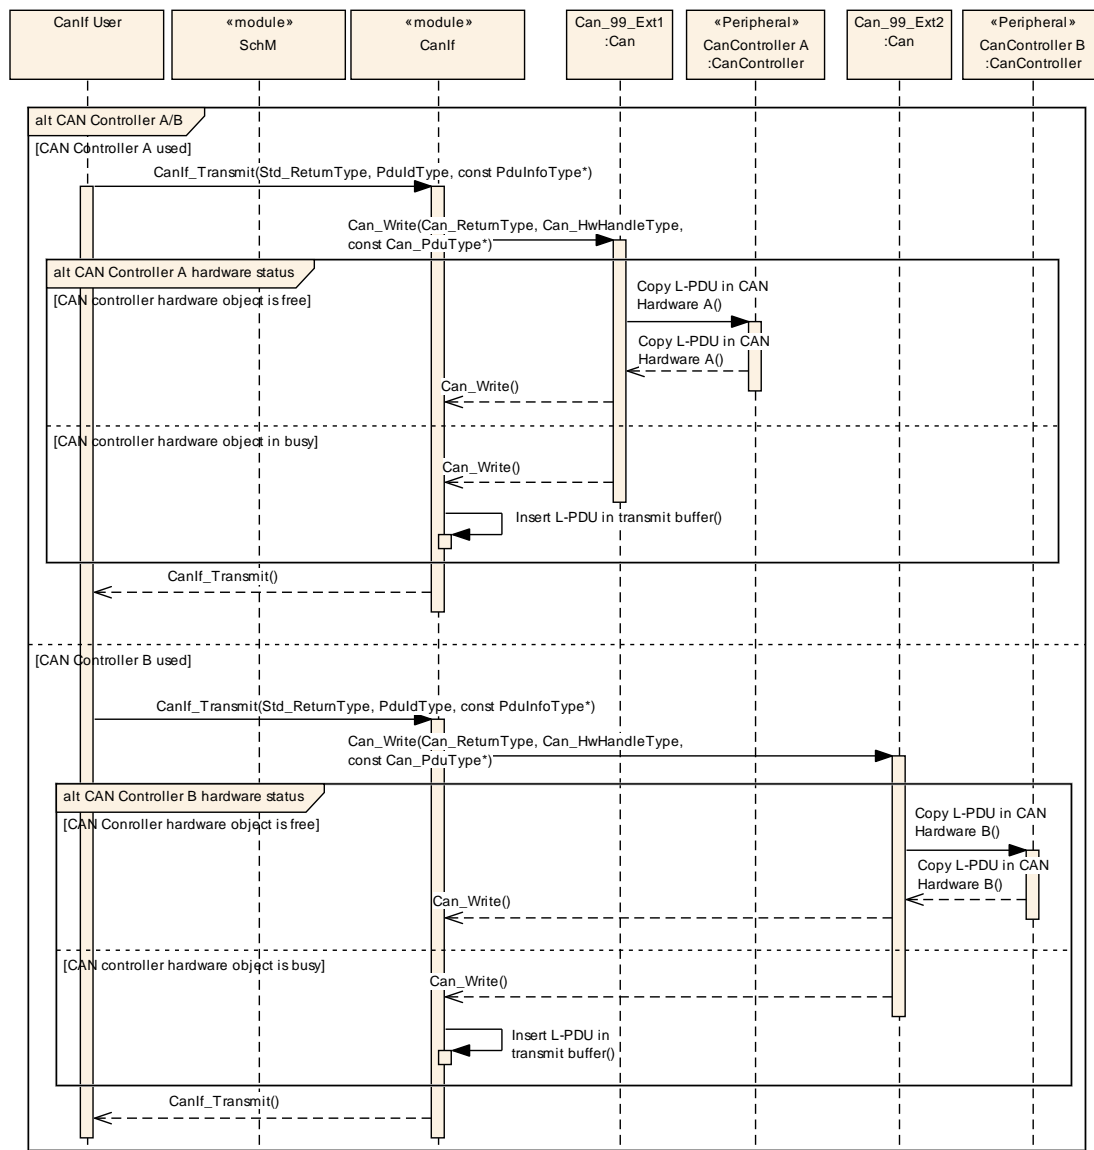 CanIf User
«module»
SchM
«module»
CanIf
Can_99_Ext1
:Can
«Peripheral»
CanController A
:CanController
Can_99_Ext2
:Can
«Peripheral»
CanController B
:CanController
alt CAN Controller A/B
[CAN Controller A used]
CanIf_Transmit(Std_ReturnType, PduIdType, const PduInfoType*)
Can_Write(Can_ReturnType, Can_HwHandleType,
const Can_PduType*)
alt CAN Controller A hardware status
[CAN controller hardware object is free]
Copy L-PDU in CAN
Hardware A()
Copy L-PDU in CAN
Hardware A()
Can_Write()
[CAN controller hardware object in busy]
Can_Write()
Insert L-PDU in transmit buffer()
CanIf_Transmit()
[CAN Controller B used]
CanIf_Transmit(Std_ReturnType, PduIdType, const PduInfoType*)
Can_Write(Can_ReturnType, Can_HwHandleType,
const Can_PduType*)
alt CAN Controller B hardware status
[CAN Conroller hardware object is free]
Copy L-PDU in CAN
Hardware B()
Copy L-PDU in CAN
Hardware B()
Can_Write()
[CAN controller hardware object is busy]
Can_Write()
Insert L-PDU in
transmit buffer()
CanIf_Transmit()